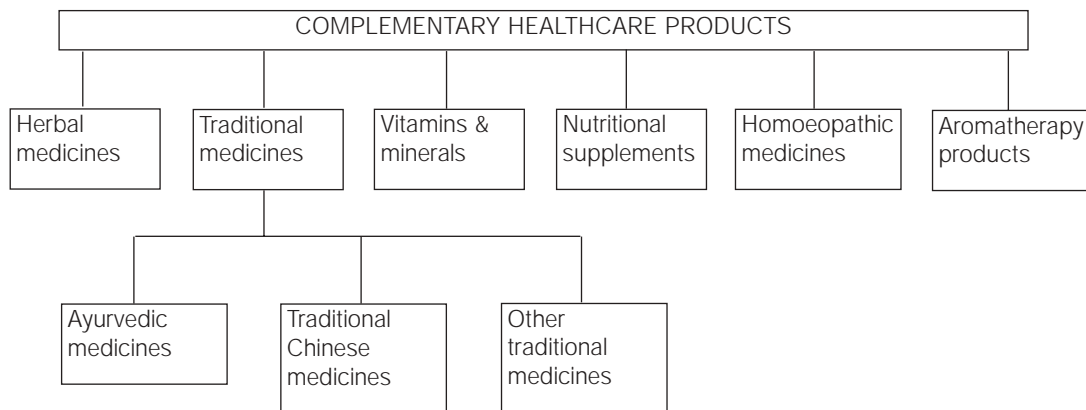 COMPLEMENTARY HEALTHCARE PRODUCTS
Herbal
medicines
Traditional
medicines
Vitamins &
minerals
Nutritional
supplements
Homoeopathic
medicines
Aromatherapy
products
Ayurvedic
medicines
Traditional
Chinese
medicines
Other
traditional
medicines